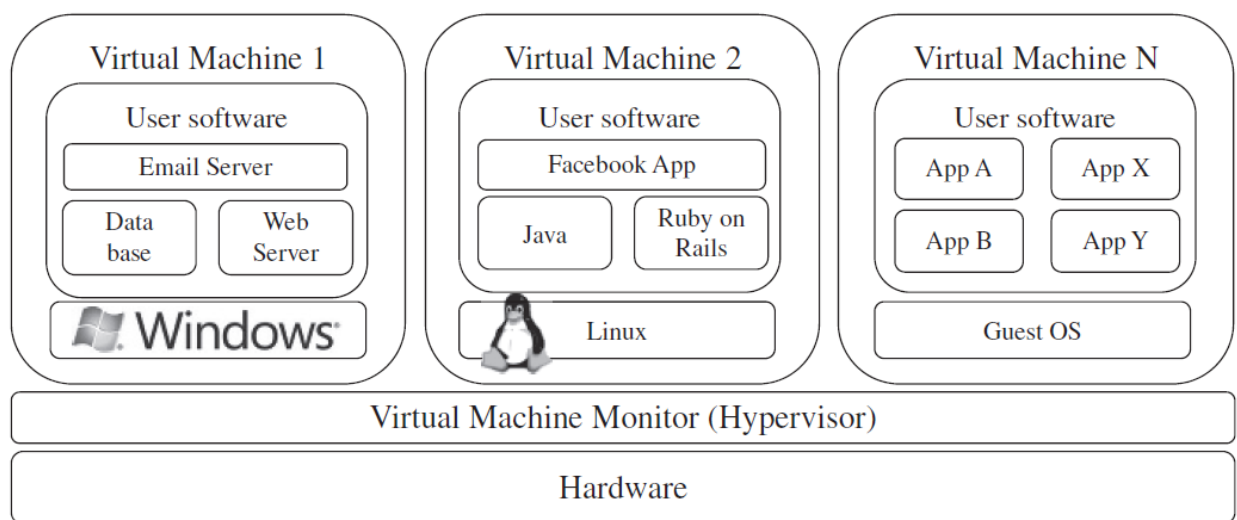 Virtual Machine 1
User software
Email Server
Data
base
Web
Server
Windows
Virtual Machine 2
User software
Facebook App
Java
Ruby on
Rails
Linux
Virtual Machine N
User software
App A
App X
App B
App Y
Guest OS
Virtual Machine Monitor (Hypervisor)
Hardware